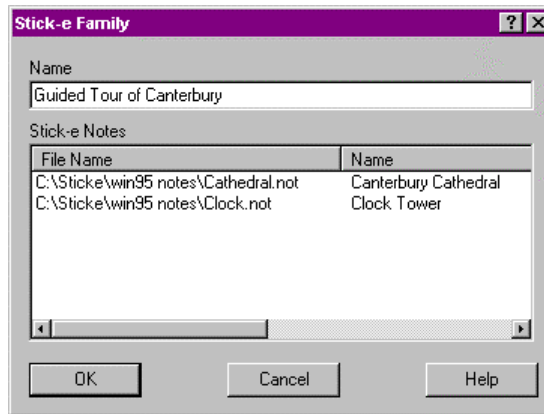 Stick-e Family
Name
Guided Tour of Canterbury
Stick-e Notes
File Name Name
C:\Sticke\win95 notes\Cathedral.not Canterbury Cathedral
C:\Sticke\win95 notes\Clock.not Clock Tower
OK Cancel Help